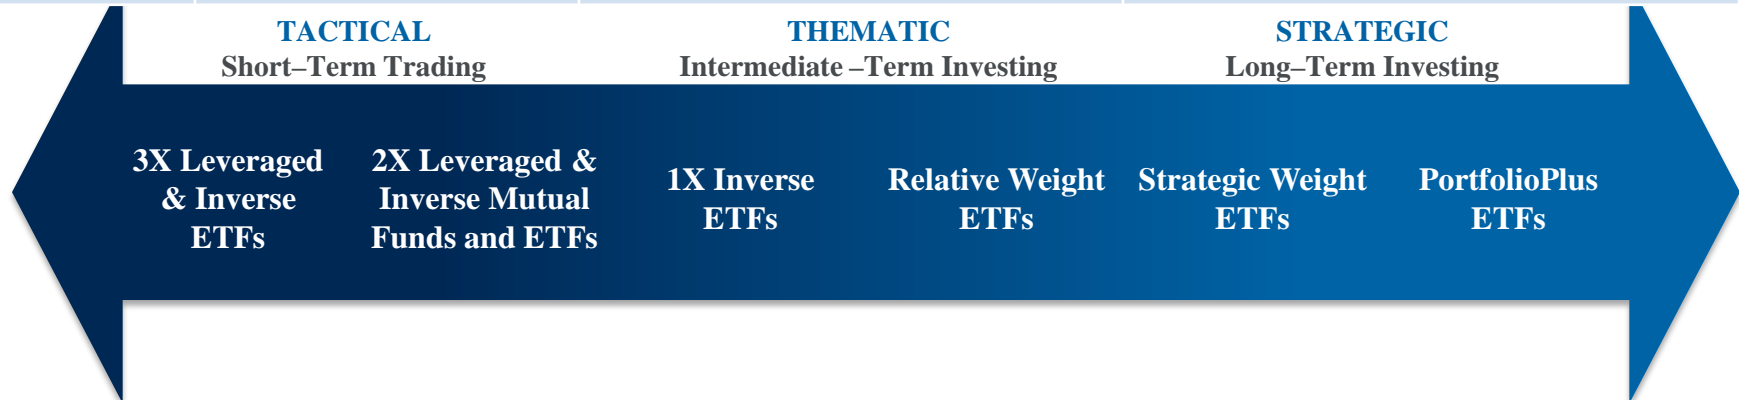 TACTICAL
Short–Term Trading
THEMATIC
Intermediate –Term Investing
STRATEGIC
Long–Term Investing
3X Leveraged
& Inverse
ETFs
2X Leveraged &
Inverse Mutual
Funds and ETFs
1X Inverse
ETFs
Relative Weight
ETFs
Strategic Weight
ETFs
PortfolioPlus
ETFs